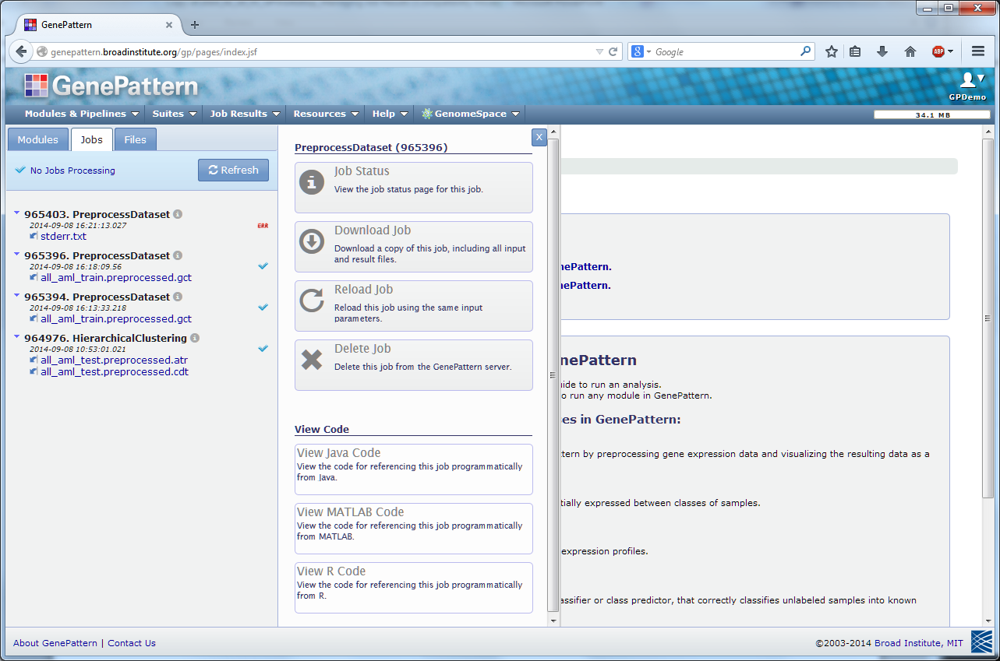 GenePattern
genepattern.broadinstitute.org/gp/pages/index.jsf
Google
ABP
GenePattern
GPDemo
Modules & Pipelines
Suites
Job Results
Resources
Help
GenomeSpace
34.1 MB
Modules
Jobs
Files
No Jobs Processing
Refresh
965403. PreprocessDataset
2014-09-08 16:21:13.027
ERR
stderr.txt
965396. PreprocessDataset
2014-09-08 16:18:09.56
all_aml_train.preprocessed.gct
965394. PreprocessDataset
2014-09-08 16:13:33.218
all_aml_train.preprocessed.gct
964976. HierarchicalClustering
2014-09-08 10:53:01.021
all_aml_test.preprocessed.atr
all_aml_test.preprocessed.cdt
X
PreprocessDataset (965396)
Job Status
View the job status page for this job.
Download Job
Download a copy of this job, including all input
and result files.
Reload Job
Reload this job using the same input
parameters.
Delete Job
Delete this job from the GenePattern server.
View Code
View Java Code
View the code for referencing this job programmatically
from Java.
View MATLAB Code
View the code for referencing this job programmatically
from MATLAB.
View R Code
View the code for referencing this job programmatically
from R.
nePattern.
nePattern.
nePattern
uide to run an analysis.
o run any module in GenePattern.
es in GenePattern:
tern by preprocessing gene expression data and visualizing the resulting data as a
tially expressed between classes of samples.
expression profiles.
assifier or class predictor, that correctly classifies unlabeled samples into known
About GenePattern | Contact Us
©2003-2014 Broad Institute, MIT